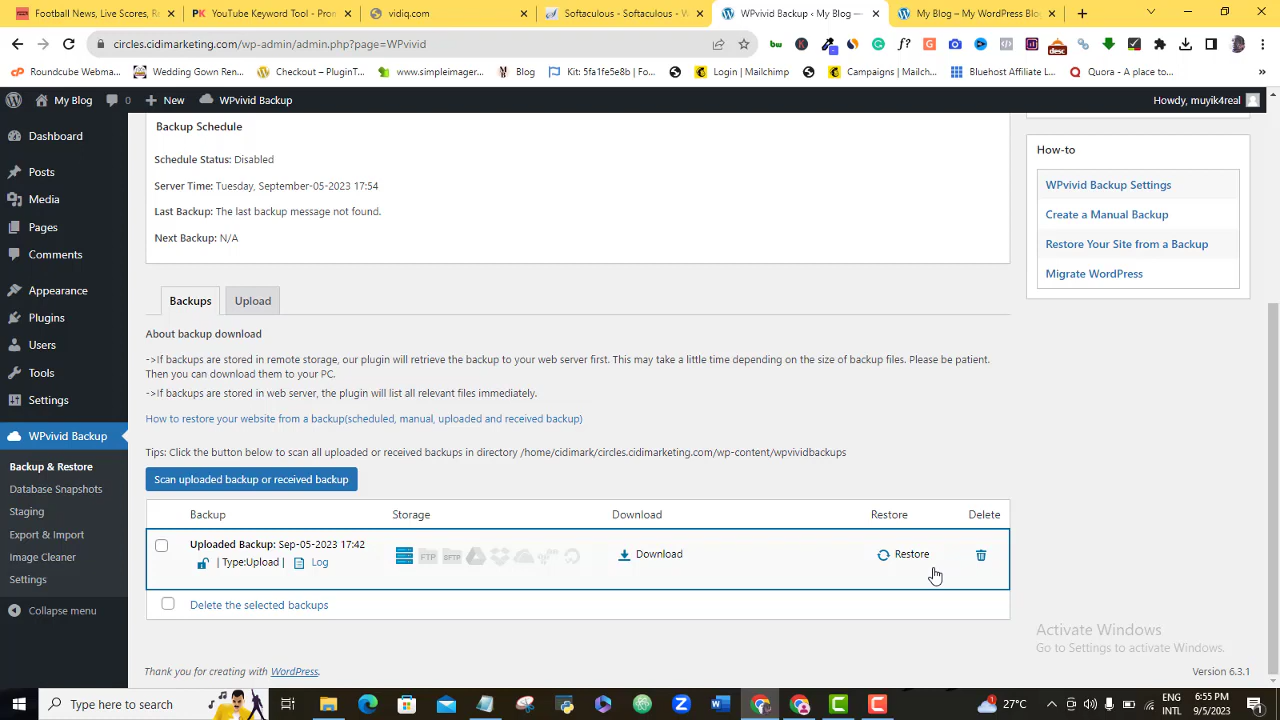 Football News, Live Scores, R
YouTube Keyword Tool - Pro
vidiq.com
Softaculous - Softaculous - W
WPvivid Backup ‹ My Blog —
My Blog – My WordPress Blo
circles.cidimarketing.com/wp-admin/admin.php?page=WPvivid
Roundcube Webma...
Wedding Gown Ren...
Checkout – PluginT...
www.simpleimager...
Blog
Kit: 5fa1fe5e8b | Fo...
Login | Mailchimp
Campaigns | Mailch...
Bluehost Affiliate L...
Quora - A place to...
My Blog
0
New
WPvivid Backup
Howdy, muyik4real
Dashboard
Posts
Media
Pages
Comments
Appearance
Plugins
Users
Tools
Settings
WPvivid Backup
Backup & Restore
Database Snapshots
Staging
Export & Import
Image Cleaner
Settings
Collapse menu
Backup Schedule
Schedule Status: Disabled
Server Time: Tuesday, September-05-2023 17:54
Last Backup: The last backup message not found.
Next Backup: N/A
How-to
WPvivid Backup Settings
Create a Manual Backup
Restore Your Site from a Backup
Migrate WordPress
Backups
Upload
About backup download
->If backups are stored in remote storage, our plugin will retrieve the backup to your web server first. This may take a little time depending on the size of backup files. Please be patient.
Then you can download them to your PC.
->If backups are stored in web server, the plugin will list all relevant files immediately.
How to restore your website from a backup(scheduled, manual, uploaded and received backup)
Tips: Click the button below to scan all uploaded or received backups in directory /home/cidimark/circles.cidimarketing.com/wp-content/wpvividbackups
Scan uploaded backup or received backup
Backup Storage Download Restore Delete
Uploaded Backup: Sep-05-2023 17:42
| Type:Upload | Log
FTP
SFTP
Download
Restore
Delete the selected backups
Activate Windows
Go to Settings to activate Windows.
Thank you for creating with WordPress.
Version 6.3.1
Type here to search
27°C
ENG
INTL
6:55 PM
9/5/2023